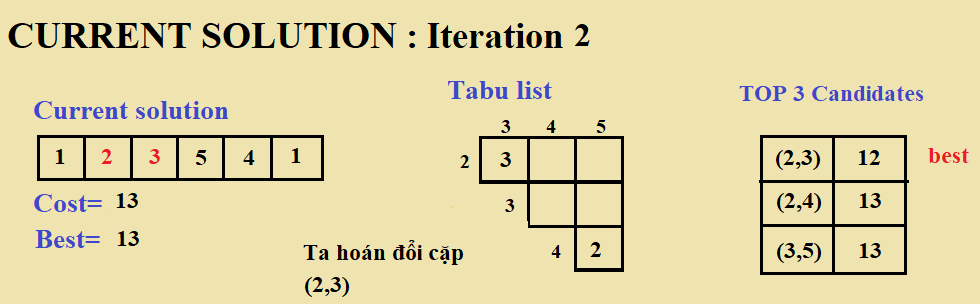 CURRENT SOLUTION : Iteration 2
Current solution
1 2 3 5 4 1
Cost= 13
Best= 13
Ta hoán đổi cặp
(2,3)
Tabu list
3 4 5
2 3
3
4 2
TOP 3 Candidates
(2,3) 12 best
(2,4) 13
(3,5) 13